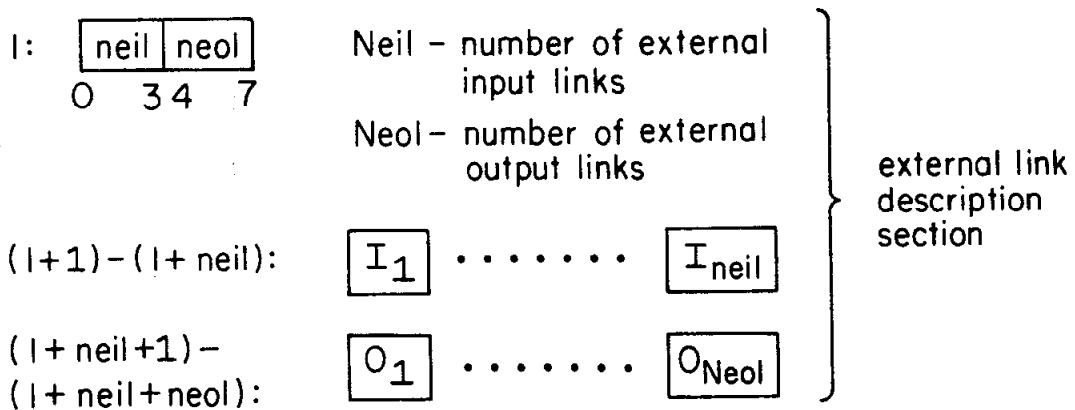 l: neil neol Neil – number of external
0 3 4 7 input links
Neol – number of external
output links
external link
description
section
(l+1)–(l+ neil): I1 ······· Ineil
(l+ neil+1)–
(l+ neil+neol): O1 ······· ONeol